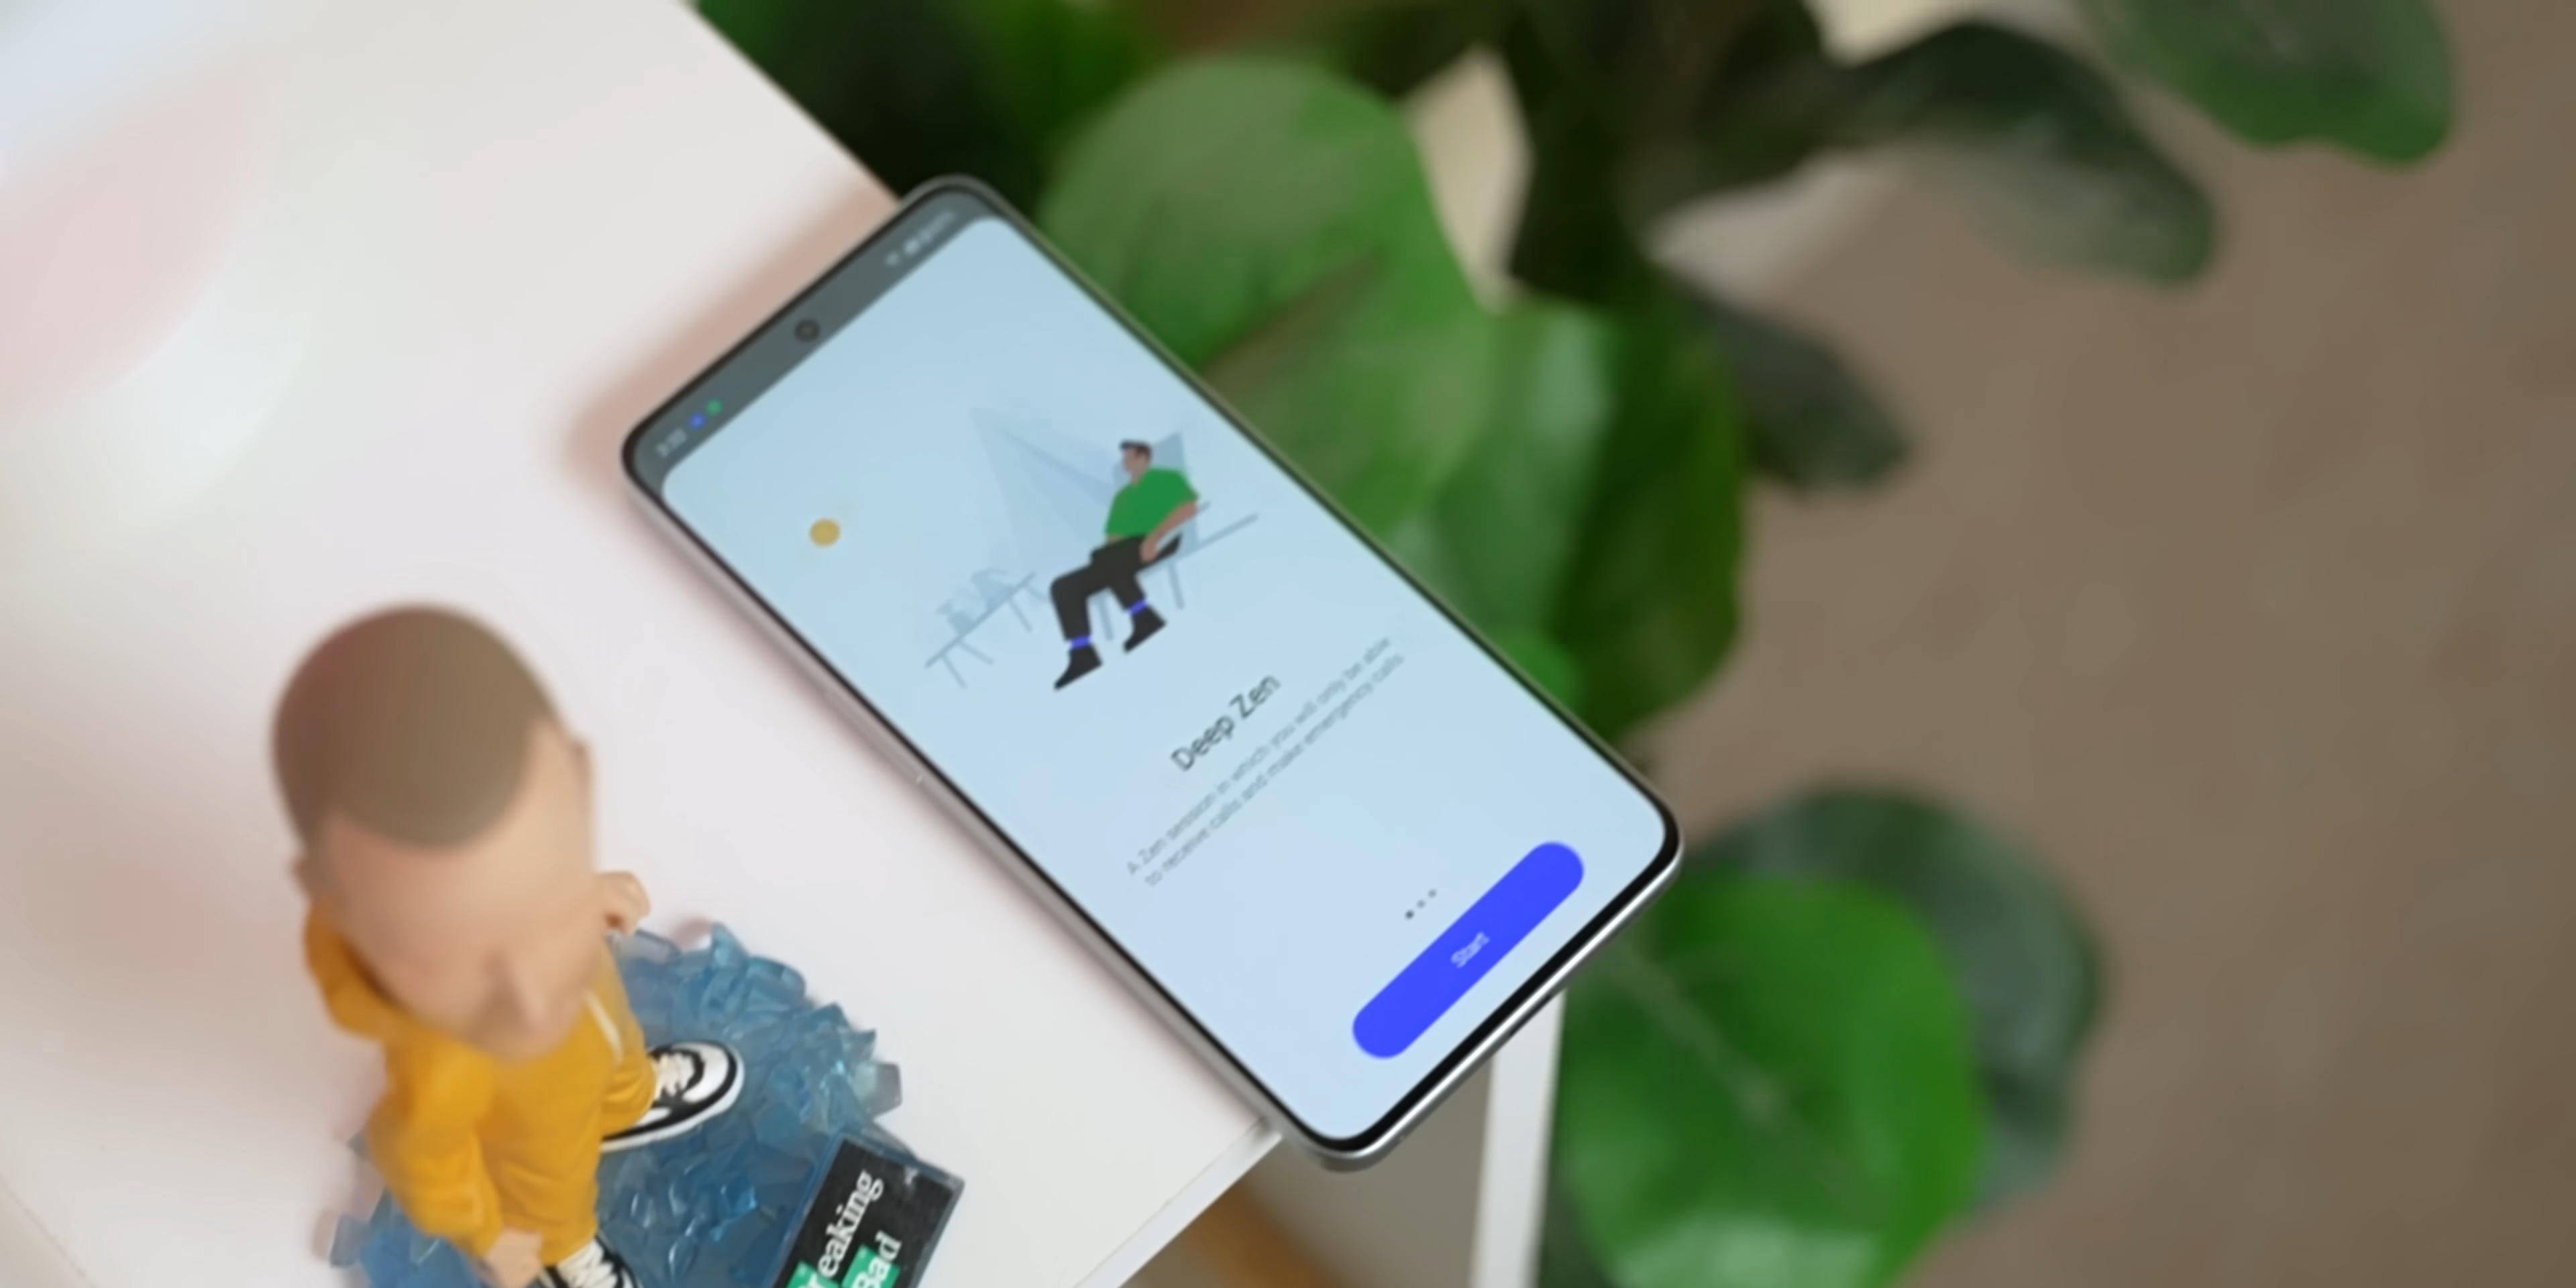 Deep Zen
A Zen session in which you will only be able
to receive calls and make emergency calls
Start
Breaking
Bad